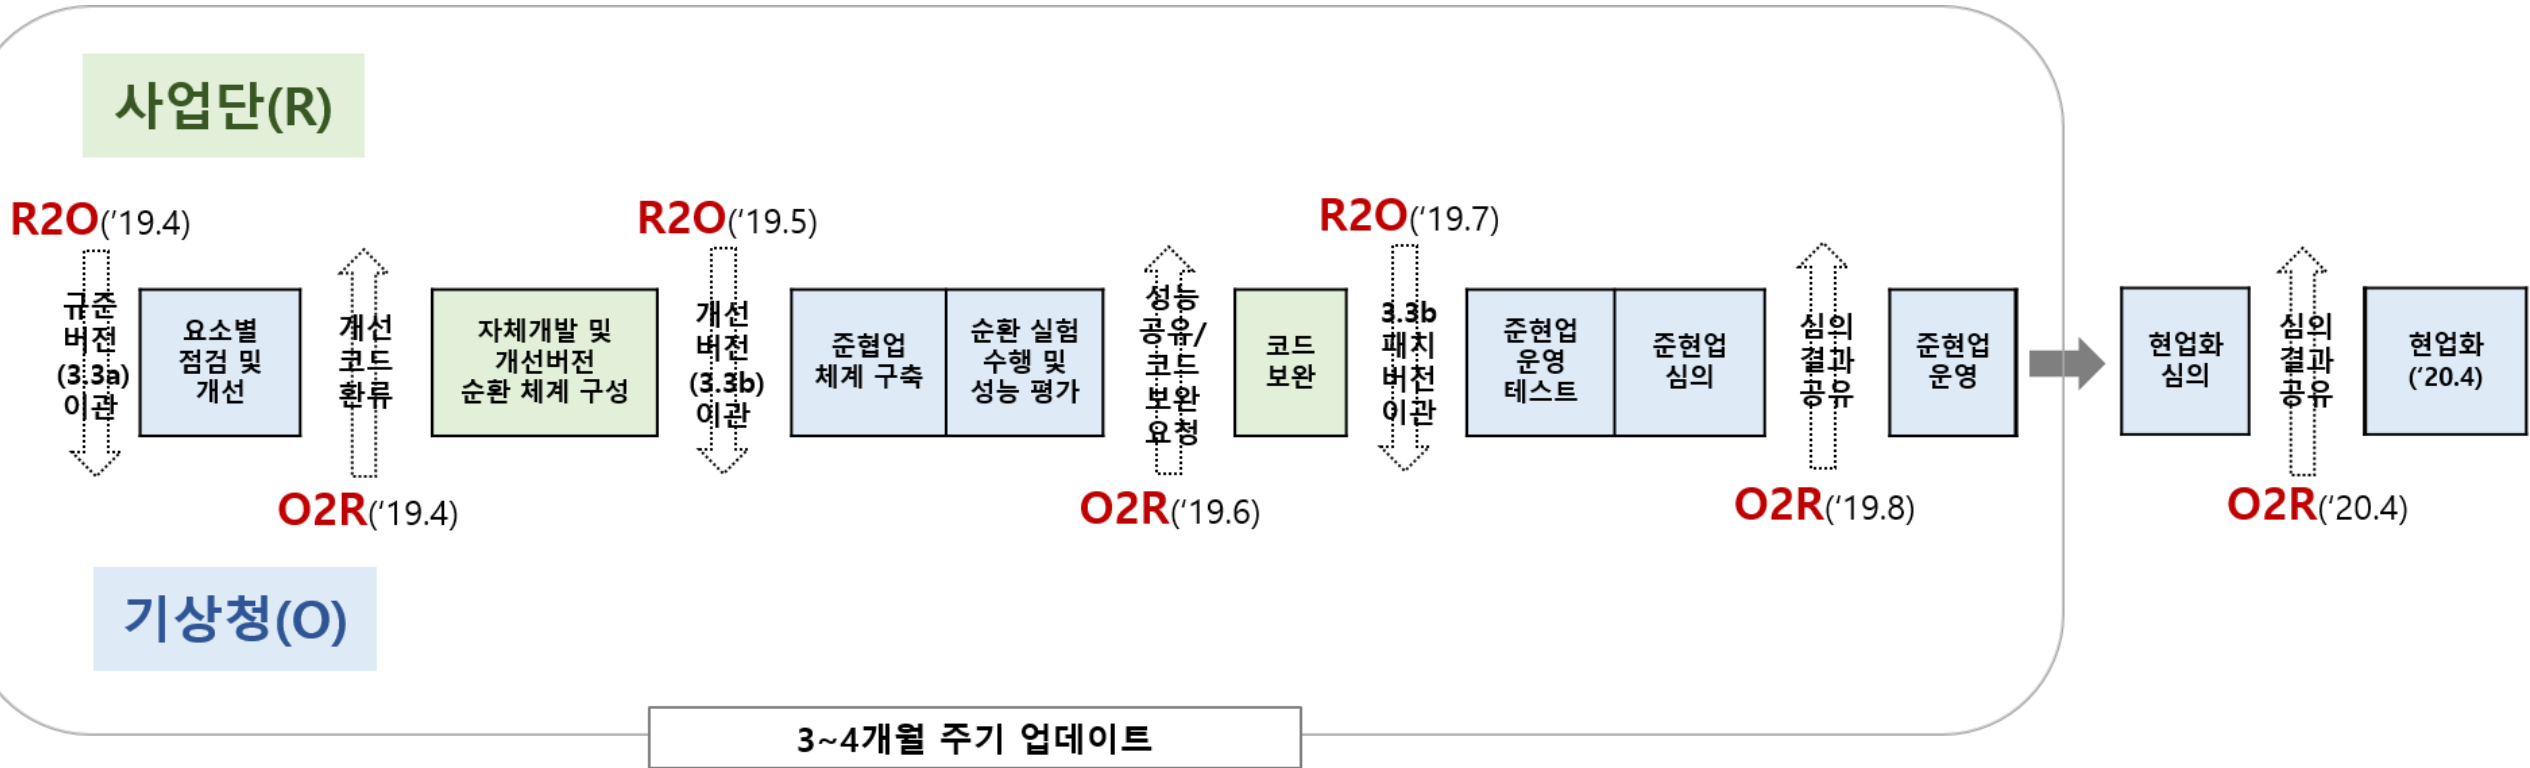 사업단(R)
R2O('19.4)
규준
버전
(3.3a)
이관
요소별
점검 및
개선
개선
코드
환류
O2R('19.4)
자체개발 및
개선버전
순환 체계 구성
R2O('19.5)
개선
버전
(3.3b)
이관
준협업
체계 구축
순환 실험
수행 및
성능 평가
성능
공유/
코드
보완
요청
O2R('19.6)
코드
보완
R2O('19.7)
3.3b
패치
버전
이관
준현업
운영
테스트
준현업
심의
심의
결과
공유
O2R('19.8)
준현업
운영
현업화
심의
심의
결과
공유
O2R('20.4)
현업화
('20.4)
기상청(O)
3~4개월 주기 업데이트